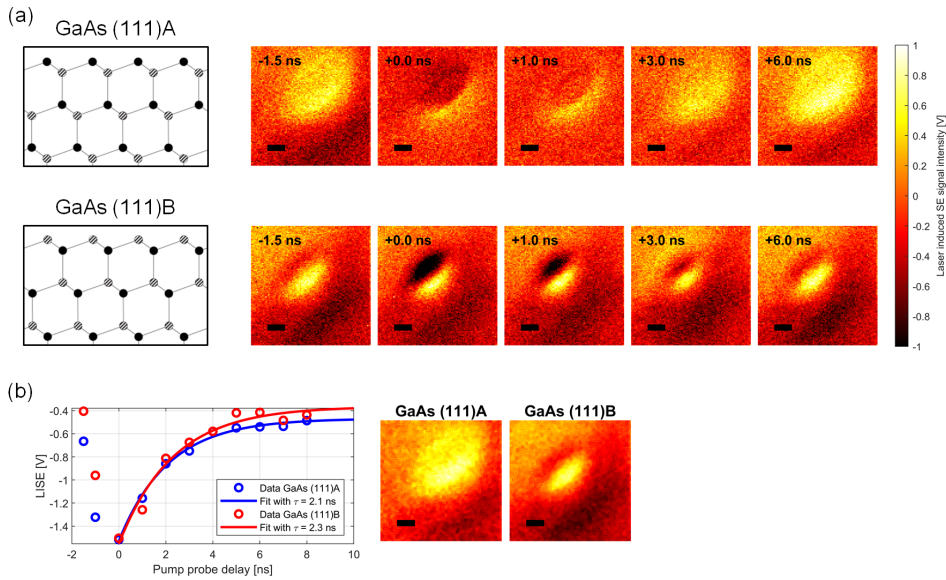 (a)
GaAs (111)A
-1.5 ns
+0.0 ns
+1.0 ns
+3.0 ns
+6.0 ns
GaAs (111)B
-1.5 ns
+0.0 ns
+1.0 ns
+3.0 ns
+6.0 ns
1
0.8
0.6
0.4
0.2
0
-0.2
-0.4
-0.6
-0.8
-1
Laser induced SE signal intensity [V]
(b)
-0.4
-0.6
-0.8
-1
-1.2
-1.4
LISE [V]
-2
0
2
4
6
8
10
Pump probe delay [ns]
Data GaAs (111)A
Fit with τ = 2.1 ns
Data GaAs (111)B
Fit with τ = 2.3 ns
GaAs (111)A
GaAs (111)B